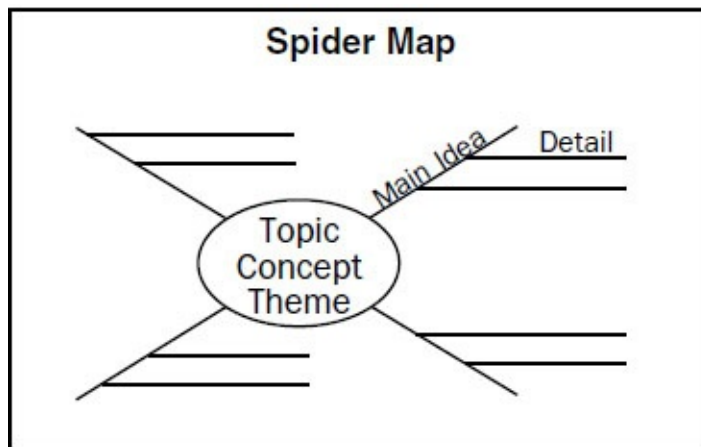 Spider Map
Main Idea
Detail
Topic
Concept
Theme